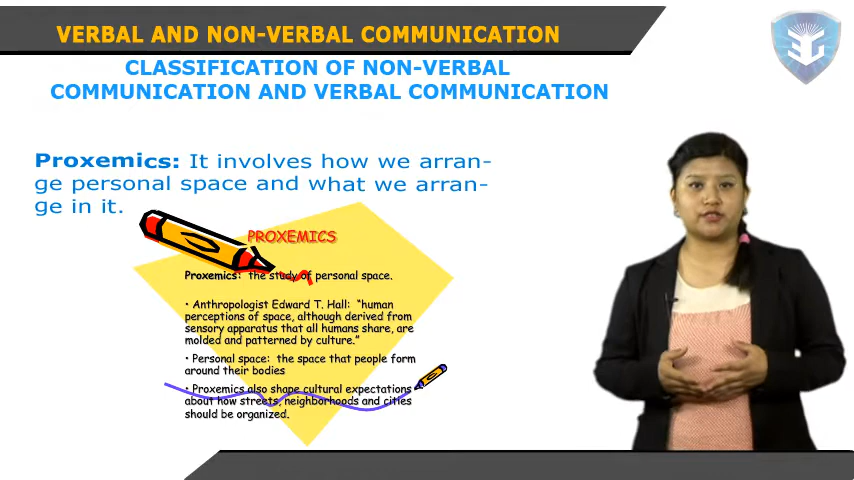 VERBAL AND NON-VERBAL COMMUNICATION
CLASSIFICATION OF NON-VERBAL
COMMUNICATION AND VERBAL COMMUNICATION
Proxemics: It involves how we arran-
ge personal space and what we arran-
ge in it.
PROXEMICS
Proxemics: the study of personal space.
• Anthropologist Edward T. Hall: “human
perceptions of space, although derived from
sensory apparatus that all humans share, are
molded and patterned by culture.”
• Personal space: the space that people form
around their bodies
• Proxemics also shape cultural expectations
about how streets, neighborhoods and cities
should be organized.